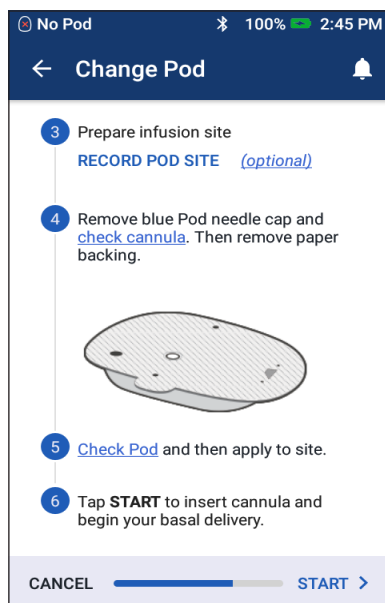 No Pod 100% 2:45 PM
Change Pod
3 Prepare infusion site
RECORD POD SITE (optional)
4 Remove blue Pod needle cap and
check cannula. Then remove paper
backing.
5 Check Pod and then apply to site.
6 Tap START to insert cannula and
begin your basal delivery.
CANCEL START